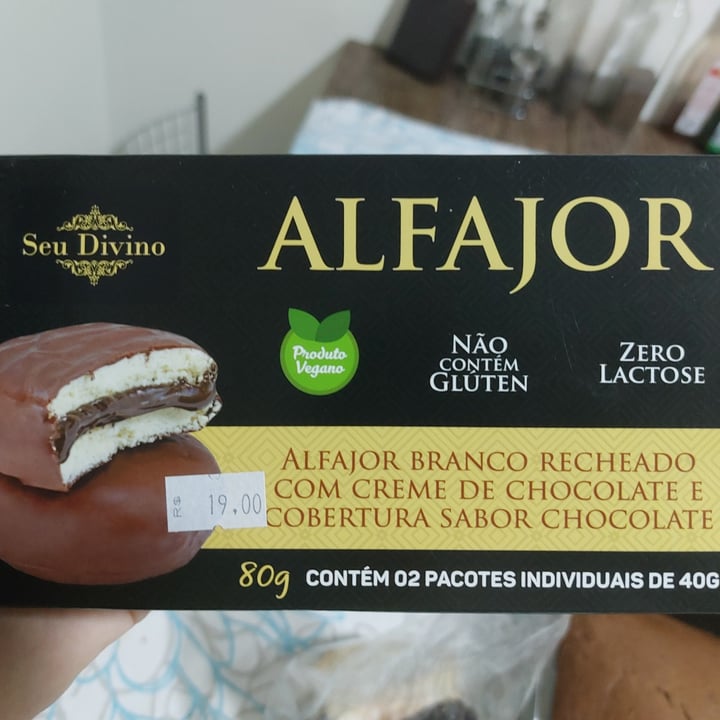 Seu Divino
ALFAJOR
Produto
Vegano
NÃO
CONTÉM
GLÚTEN
ZERO
LACTOSE
ALFAJOR BRANCO RECHEADO
COM CREME DE CHOCOLATE E
COBERTURA SABOR CHOCOLATE
R$ 19,00
80g CONTÉM 02 PACOTES INDIVIDUAIS DE 40G